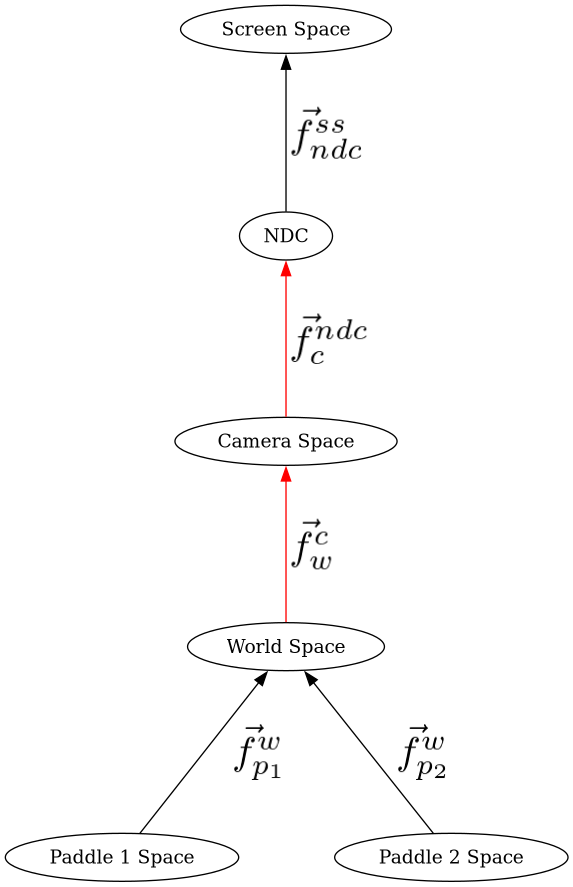 Screen Space
$\vec{f}_{ndc}^{ss}$
NDC
$\vec{f}_{c}^{ndc}$
Camera Space
$\vec{f}_{w}^{c}$
World Space
$\vec{f}_{p_1}^{w}$ $\vec{f}_{p_2}^{w}$
Paddle 1 Space Paddle 2 Space